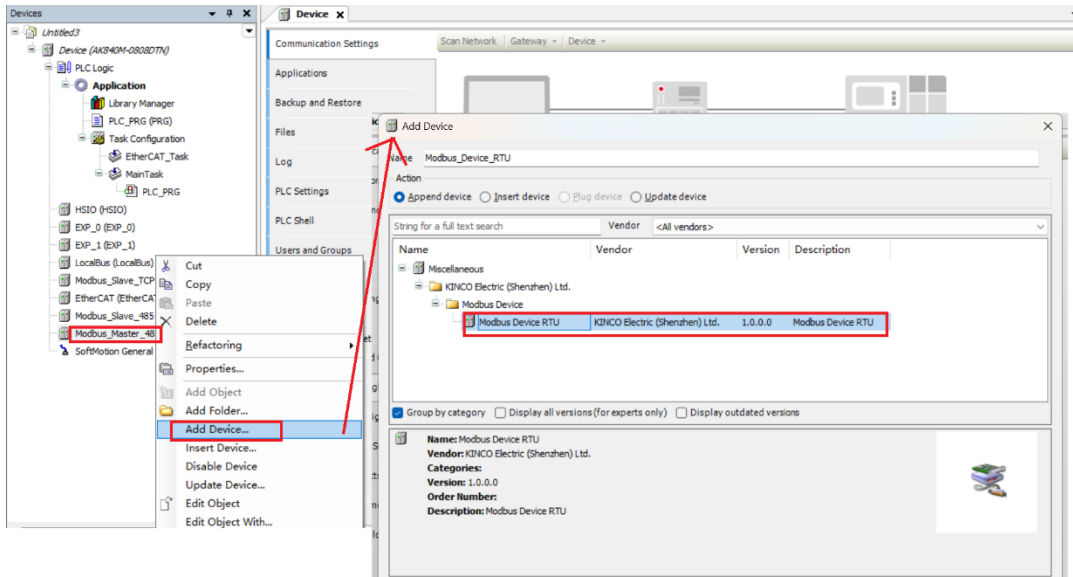 Devices
Untitled3
Device (AK840M-0808DTN)
PLC Logic
Application
Library Manager
PLC_PRG (PRG)
Task Configuration
EtherCAT_Task
MainTask
PLC_PRG
HSIO (HSIO)
EXP_0 (EXP_0)
EXP_1 (EXP_1)
LocalBus (LocalBus)
Modbus_Slave_TCP
EtherCAT (EtherCA
Modbus_Slave_485
Modbus_Master_48
SoftMotion General
Cut
Copy
Paste
Delete
Refactoring
Properties...
Add Object
Add Folder...
Add Device...
Insert Device...
Disable Device
Update Device...
Edit Object
Edit Object With...
Device
Communication Settings
Applications
Backup and Restore
Files
Log
PLC Settings
PLC Shell
Users and Groups
Scan Network Gateway Device
Add Device
Name Modbus_Device_RTU
Action
Append device Insert device Plug device Update device
String for a full text search Vendor <All vendors>
Name Vendor Version Description
Miscellaneous
KINCO Electric (Shenzhen) Ltd.
Modbus Device
Modbus Device RTU KINCO Electric (Shenzhen) Ltd. 1.0.0.0 Modbus Device RTU
Group by category Display all versions (for experts only) Display outdated versions
Name: Modbus Device RTU
Vendor: KINCO Electric (Shenzhen) Ltd.
Categories:
Version: 1.0.0.0
Order Number:
Description: Modbus Device RTU